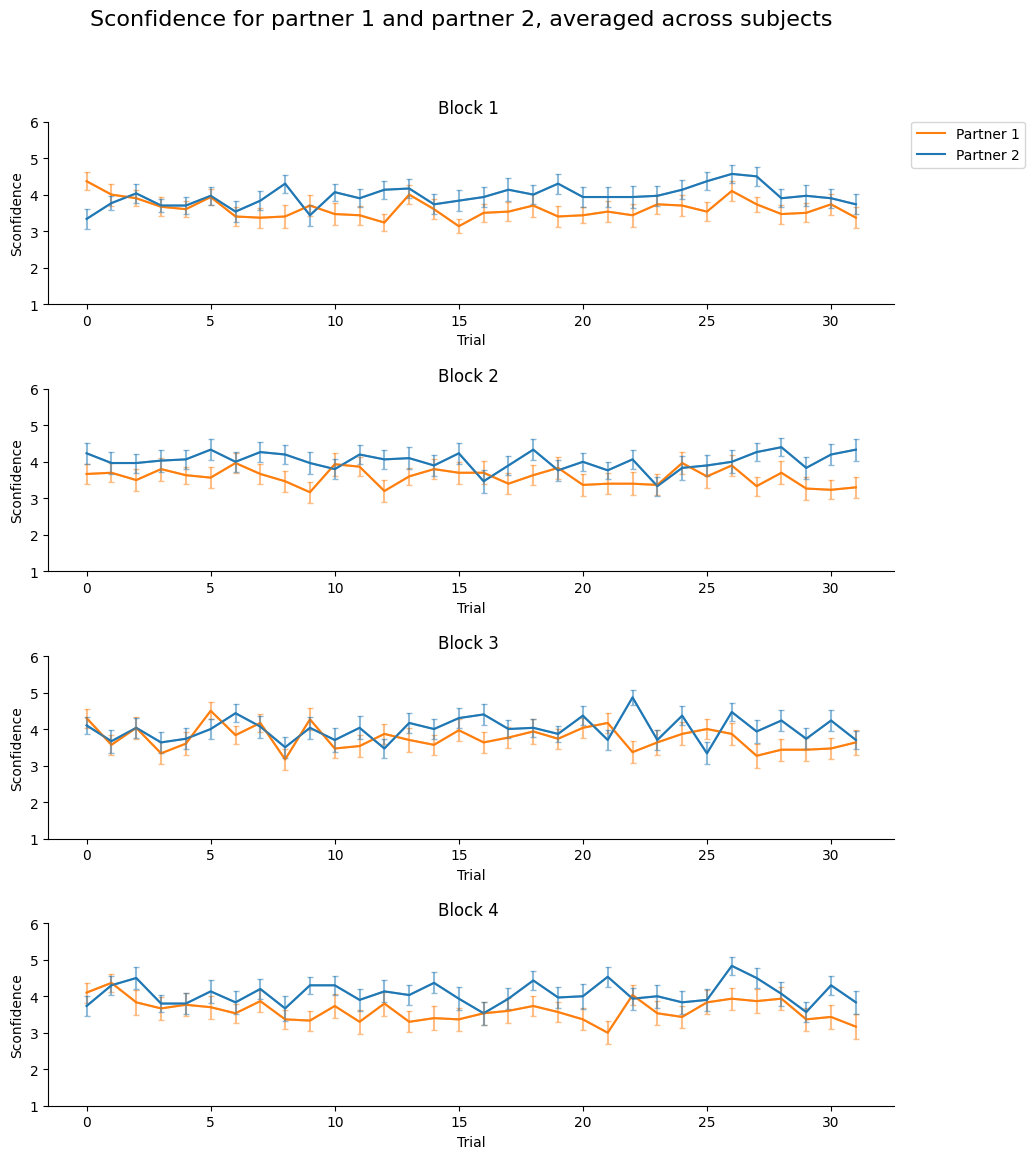 Sconfidence for partner 1 and partner 2, averaged across subjects
Block 1
Partner 1
Partner 2
Sconfidence
6
5
4
3
2
1
0 5 10 15 20 25 30
Trial
Block 2
Sconfidence
6
5
4
3
2
1
0 5 10 15 20 25 30
Trial
Block 3
Sconfidence
6
5
4
3
2
1
0 5 10 15 20 25 30
Trial
Block 4
Sconfidence
6
5
4
3
2
1
0 5 10 15 20 25 30
Trial